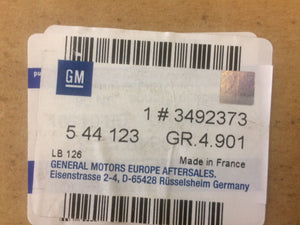 GM
1 # 3492373
5 44 123 GR.4.901
LB 126 Made in France
GENERAL MOTORS EUROPE AFTERSALES.
Eisenstrasse 2-4, D-65428 Rüsselsheim Germany